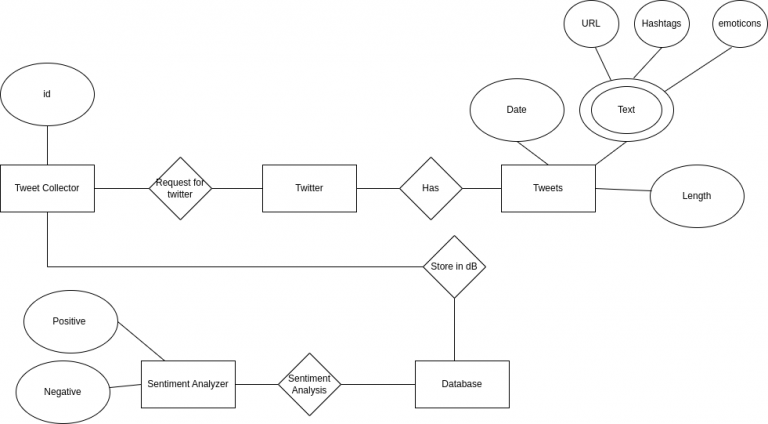 URL
Hashtags
emoticons
id
Date
Text
Tweet Collector
Request for
twitter
Twitter
Has
Tweets
Length
Store in dB
Positive
Negative
Sentiment Analyzer
Sentiment
Analysis
Database